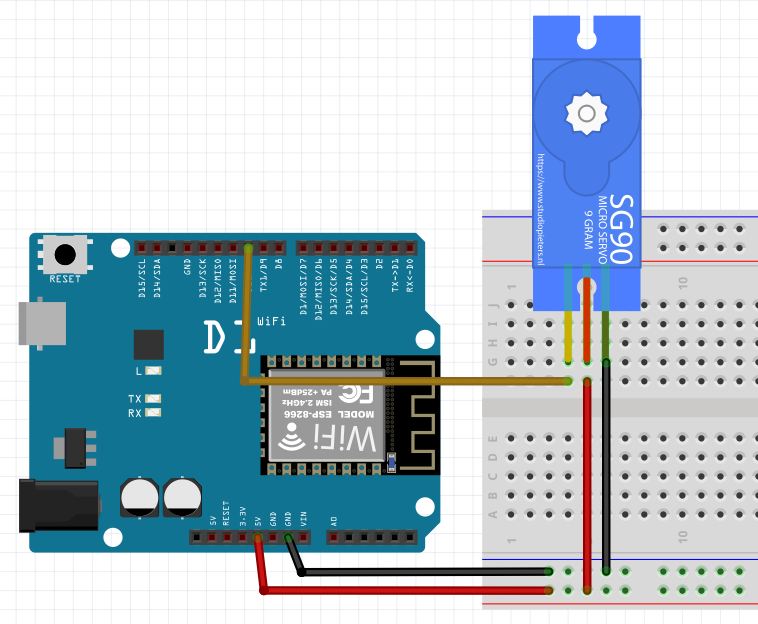 https://www.studiopieters.nl
SG90
MICRO SERVO
9 GRAM
RESET
D15/SCL
D14/SDA
GND
D13/SCK
D12/MISO
D11/MOSI
TX1/D9
D8
D1/MOSI/D7
D12/MISO/D6
D13/SCK/D5
D14/SDA/D4
D15/SCL/D3
D2
TX->D1
RX<-D0
WiFi
L
TX
RX
MODEL ESP-8266
ISM 2.4GHz
PA +25dBm
FC
WiFi
5V
RESET
3.3V
5V
GND
GND
VIN
A0
1
10
J
I
H
G
E
D
C
B
A
1
10